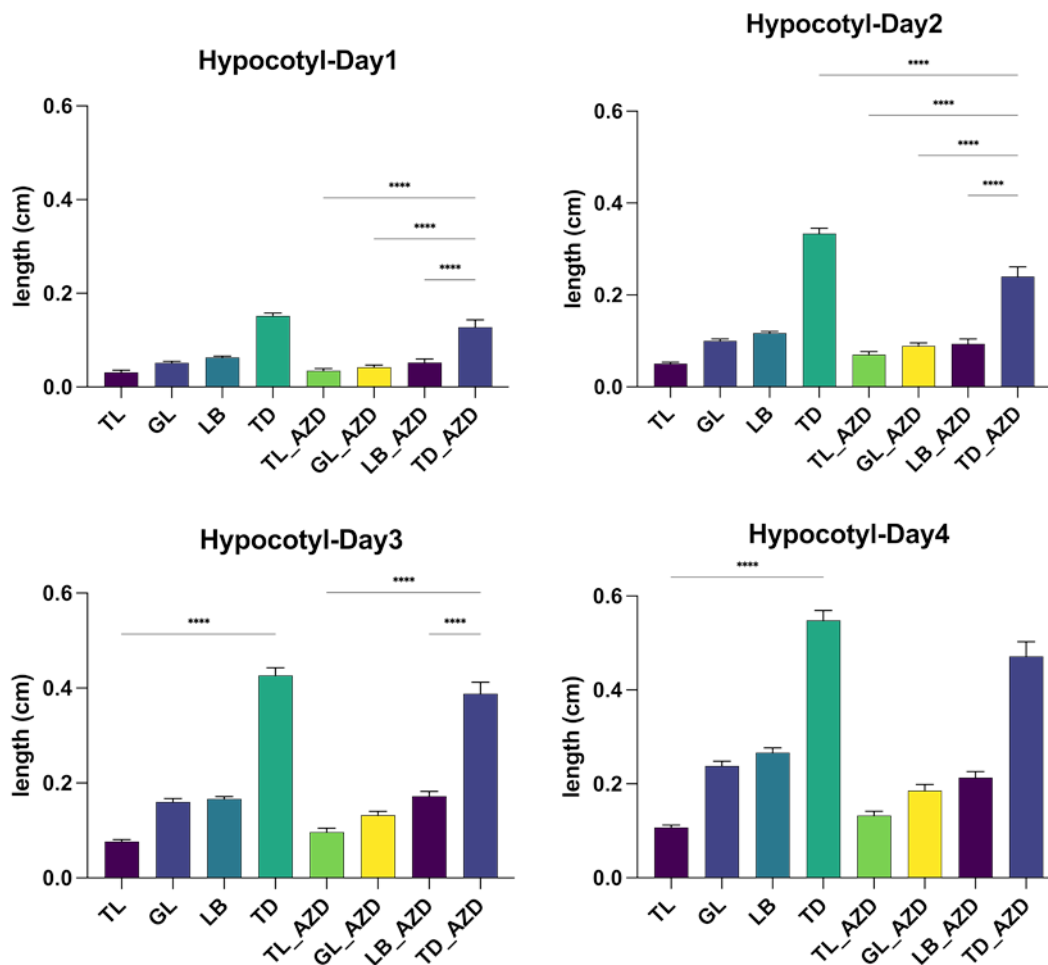 Hypocotyl-Day1
length (cm)
0.6
0.4
0.2
0.0
****
****
****
TL
GL
LB
TD
TL_AZD
GL_AZD
LB_AZD
TD_AZD
Hypocotyl-Day2
length (cm)
0.6
0.4
0.2
0.0
****
****
****
****
TL
GL
LB
TD
TL_AZD
GL_AZD
LB_AZD
TD_AZD
Hypocotyl-Day3
length (cm)
0.6
0.4
0.2
0.0
****
****
****
TL
GL
LB
TD
TL_AZD
GL_AZD
LB_AZD
TD_AZD
Hypocotyl-Day4
length (cm)
0.6
0.4
0.2
0.0
****
TL
GL
LB
TD
TL_AZD
GL_AZD
LB_AZD
TD_AZD